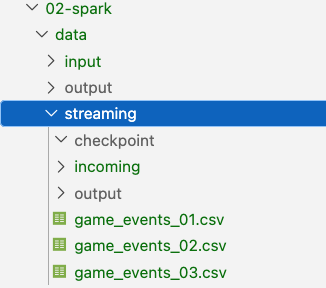 02-spark
data
input
output
streaming
checkpoint
incoming
output
game_events_01.csv
game_events_02.csv
game_events_03.csv